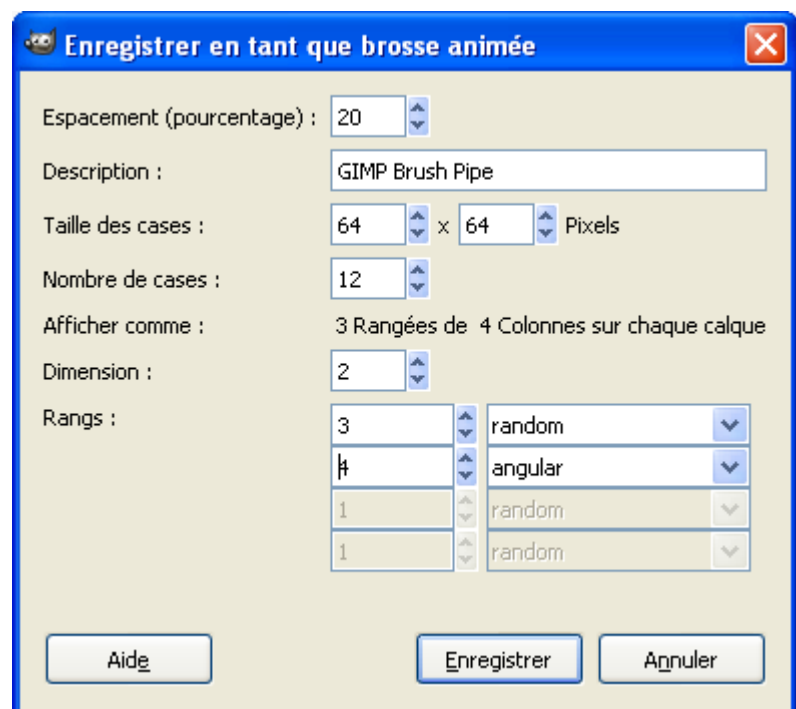 Enregistrer en tant que brosse animée
Espacement (pourcentage) : 20
Description : GIMP Brush Pipe
Taille des cases : 64 x 64 Pixels
Nombre de cases : 12
Afficher comme : 3 Rangées de 4 Colonnes sur chaque calque
Dimension : 2
Rangs : 3 random
4 angular
1 random
1 random
Aide Enregistrer Annuler